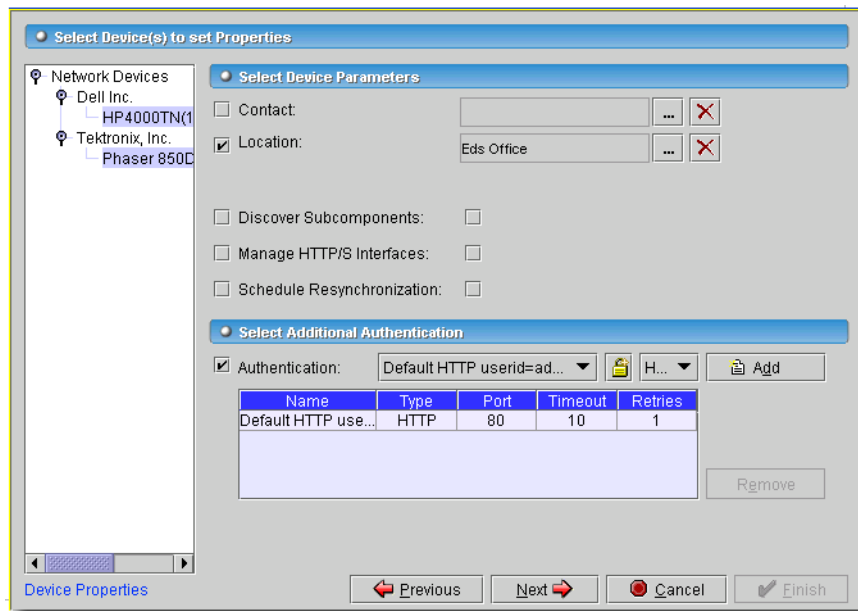 Select Device(s) to set Properties
Network Devices
Dell Inc.
HP4000TN(1
Tektronix, Inc.
Phaser 850D
Select Device Parameters
Contact:
...
Location:
Eds Office
...
Discover Subcomponents:
Manage HTTP/S Interfaces:
Schedule Resynchronization:
Select Additional Authentication
Authentication:
Default HTTP userid=ad...
H...
Add
Name Type Port Timeout Retries
Default HTTP use... HTTP 80 10 1
Remove
Device Properties
Previous
Next
Cancel
Finish